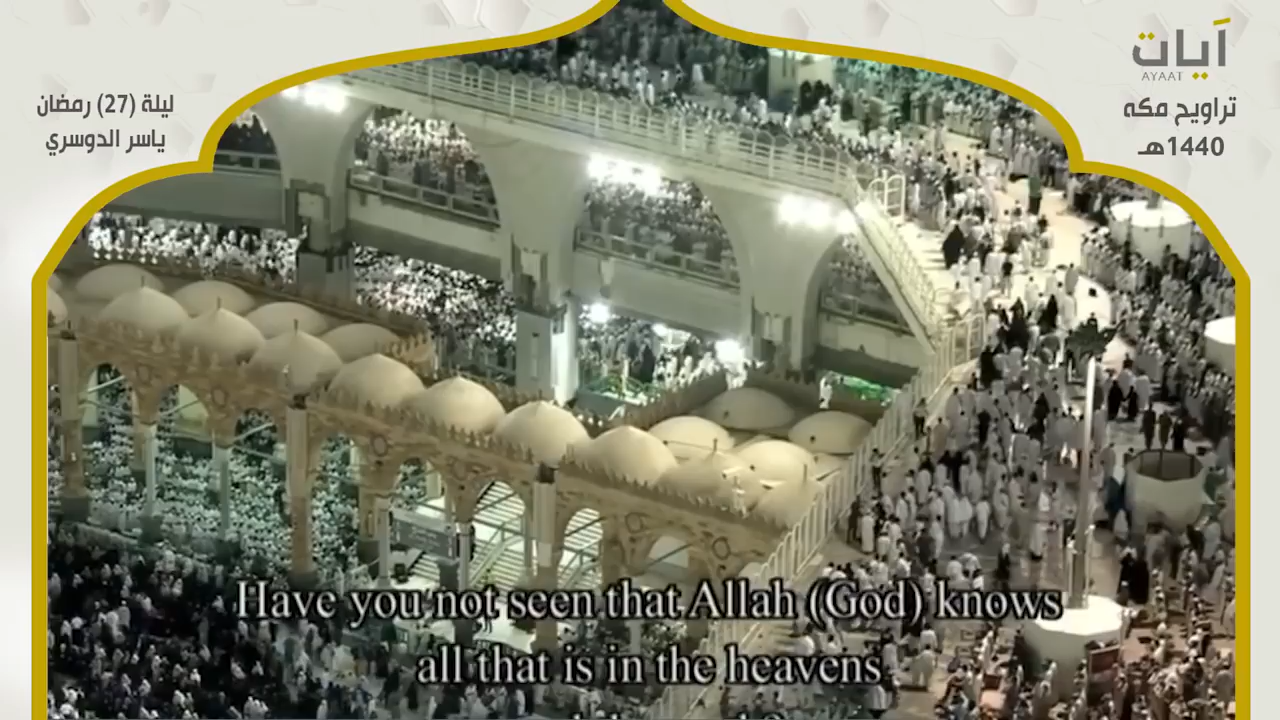 آيات
AYAAT
تراويح مكه
1440هـ
ليلة (27) رمضان
ياسر الدوسري
Have you not seen that Allah (God) knows
all that is in the heavens